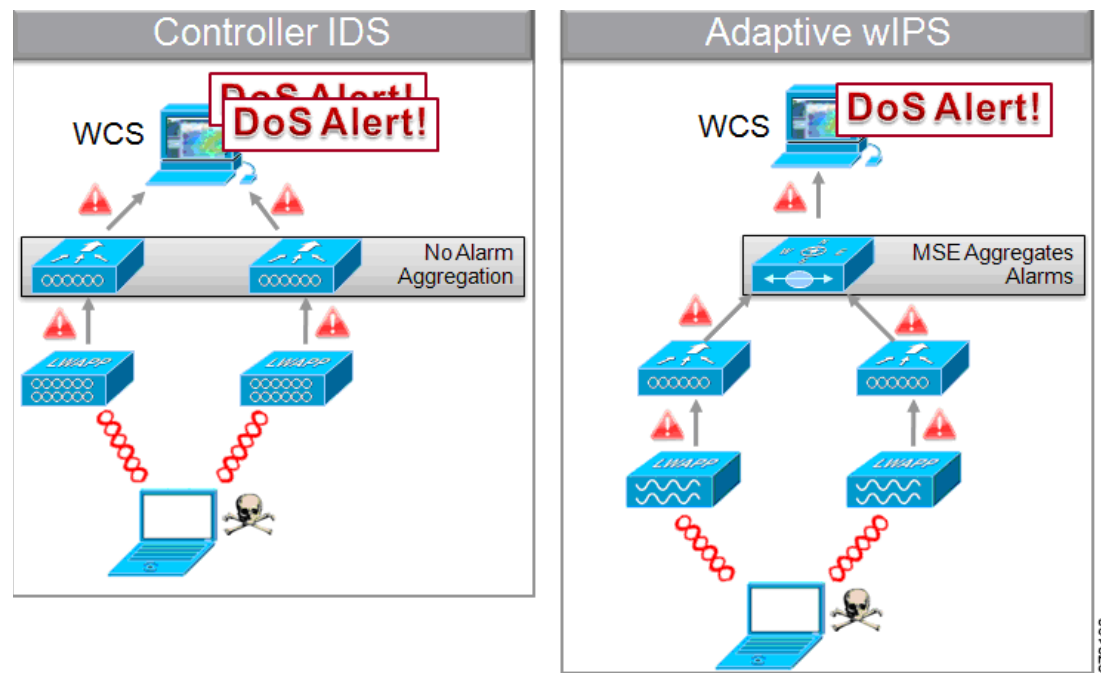 Controller IDS
DoS Alert!
DoS Alert!
WCS
No Alarm
Aggregation
LWAPP
LWAPP
Adaptive wIPS
DoS Alert!
WCS
MSE Aggregates
Alarms
LWAPP
LWAPP